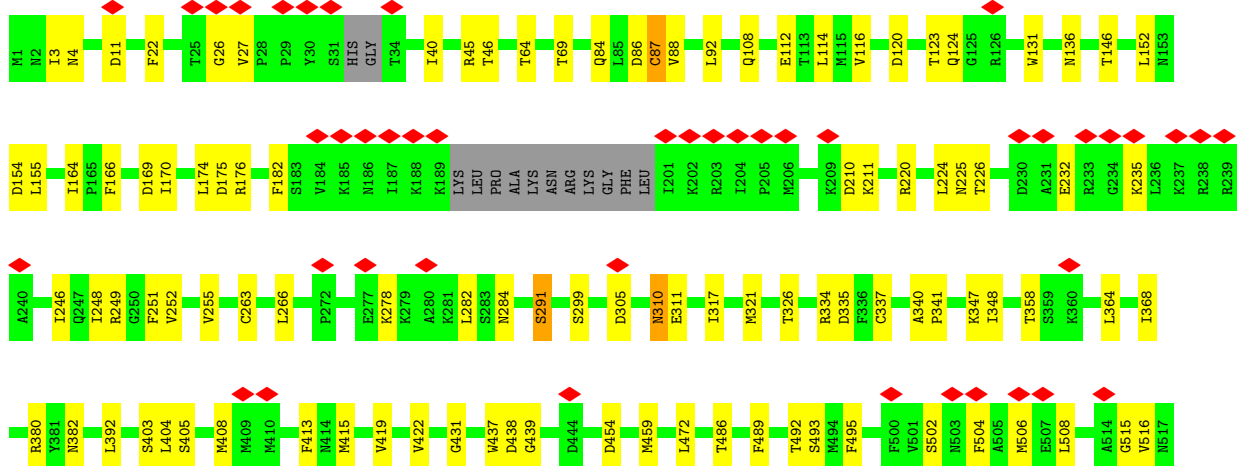 M1 N2 I3 N4 D11 F22 T25 G26 V27 P28 P29 Y30 S31 HIS GLY T34 I40 R45 T46 T64 T69 Q84 L85 D86 C87 V88 L92 Q108 E112 T113 L114 M115 V116 D120 T123 Q124 G125 R126 W131 N136 T146 L152 N153
D154 L155 I164 P165 F166 D169 I170 L174 D175 R176 F182 S183 V184 K185 N186 I187 K188 K189 LYS LEU PRO ALA LYS ASN ARG LYS GLY PHE LEU I201 K202 R203 I204 P205 M206 K209 D210 K211 R220 L224 N225 T226 D230 A231 E232 R233 G234 K235 L236 K237 R238 R239
A240 I246 Q247 I248 R249 G250 F251 V252 V255 C263 L266 P272 E277 K278 K279 A280 K281 L282 S283 N284 S291 S299 D305 N310 E311 I317 M321 T326 R334 D335 F336 C337 A340 P341 K347 I348 T358 S359 K360 L364 I368
R380 Y381 N382 L392 S403 L404 S405 M408 M409 M410 F413 N414 M415 V419 V422 G431 W437 D438 G439 D444 D454 M459 L472 T486 F489 T492 S493 M494 F495 F500 V501 S502 N503 F504 A505 M506 E507 L508 A514 G515 V516 N517